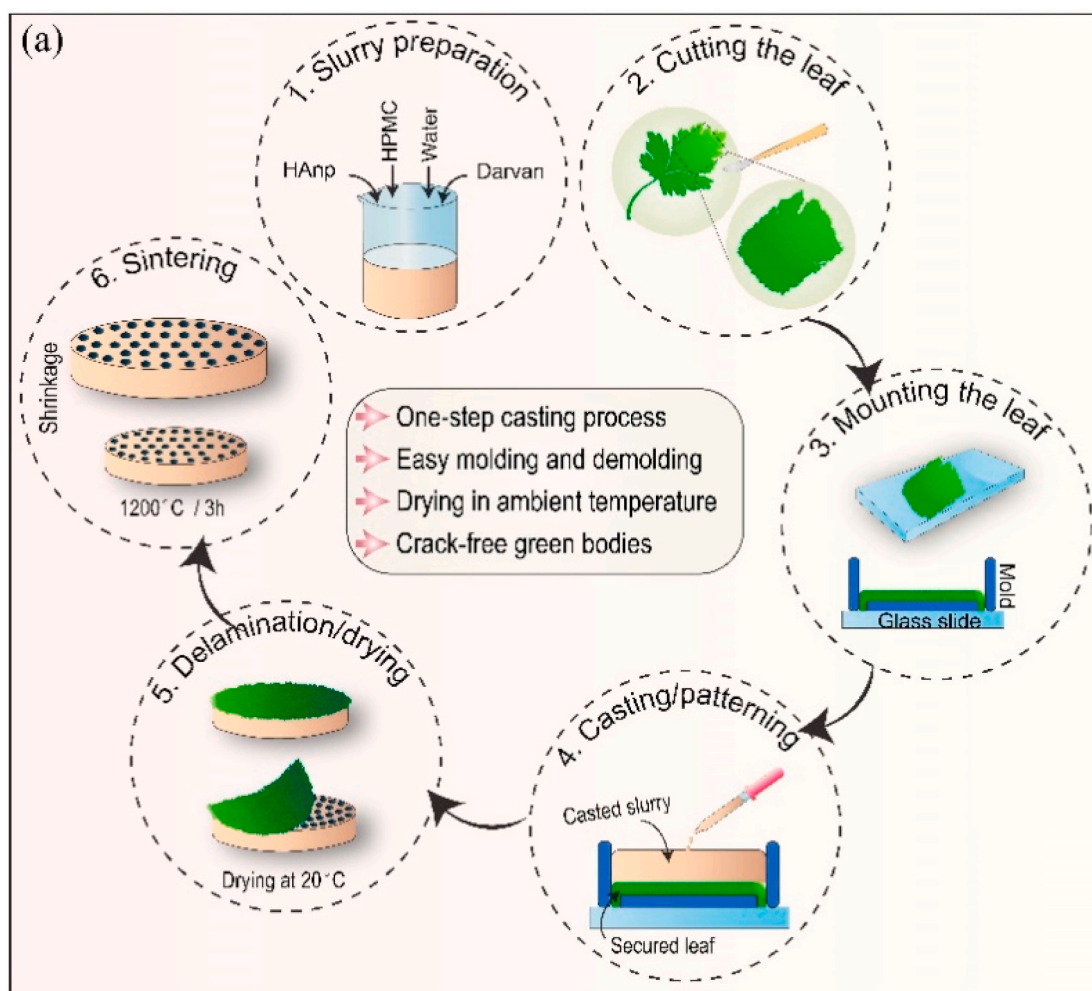 (a)
1. Slurry preparation
HAnp
HPMC
Water
Darvan
2. Cutting the leaf
3. Mounting the leaf
Mold
Glass slide
4. Casting/patterning
Casted slurry
Secured leaf
5. Delamination/drying
Drying at 20´C
6. Sintering
Shrinkage
1200´C / 3h
One-step casting process
Easy molding and demolding
Drying in ambient temperature
Crack-free green bodies